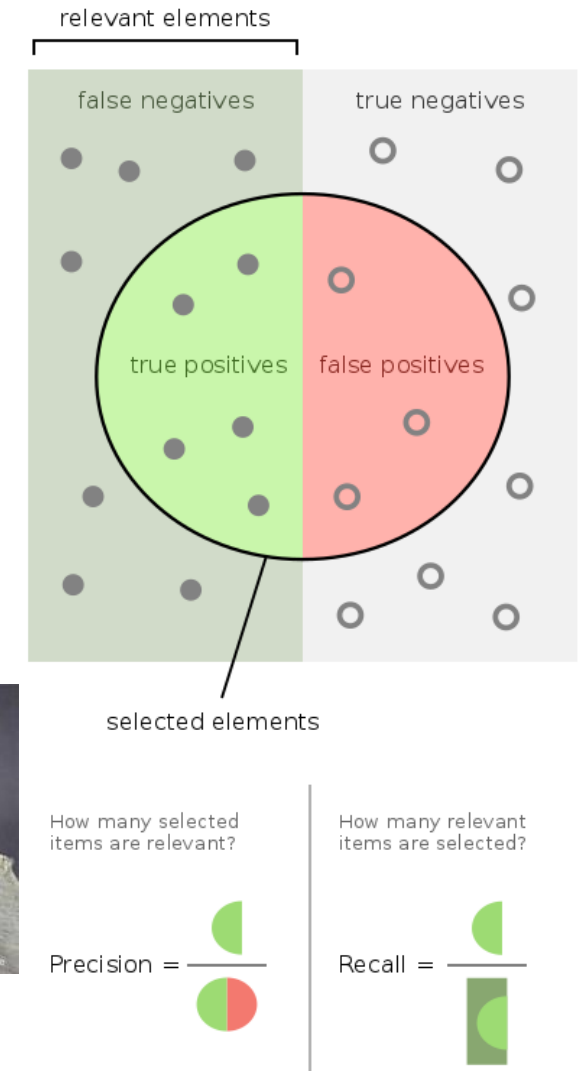 relevant elements
false negatives
true negatives
true positives
false positives
selected elements
How many selected
items are relevant?
Precision =
How many relevant
items are selected?
Recall =